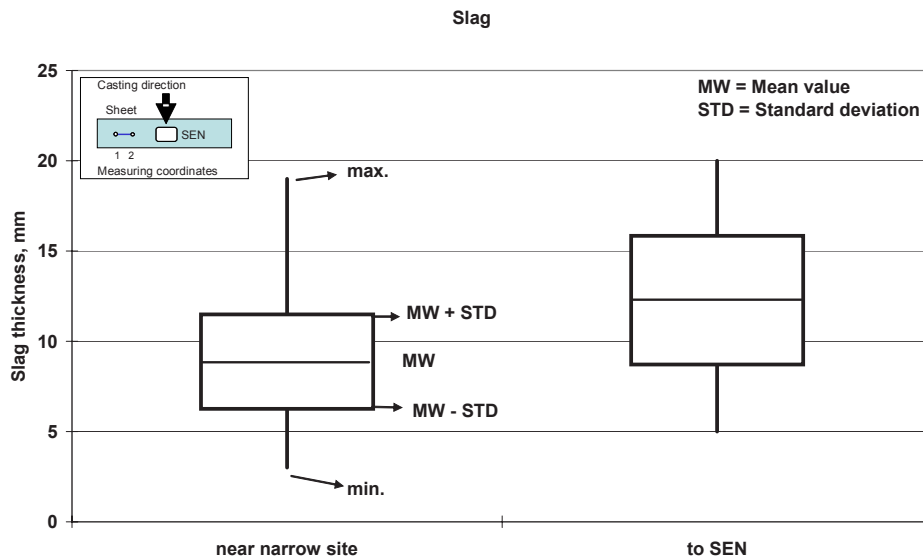 Slag
Slag thickness, mm
25
20
15
10
5
0
Casting direction
Sheet
SEN
1 2
Measuring coordinates
MW = Mean value
STD = Standard deviation
max.
MW + STD
MW
MW - STD
min.
near narrow site
to SEN